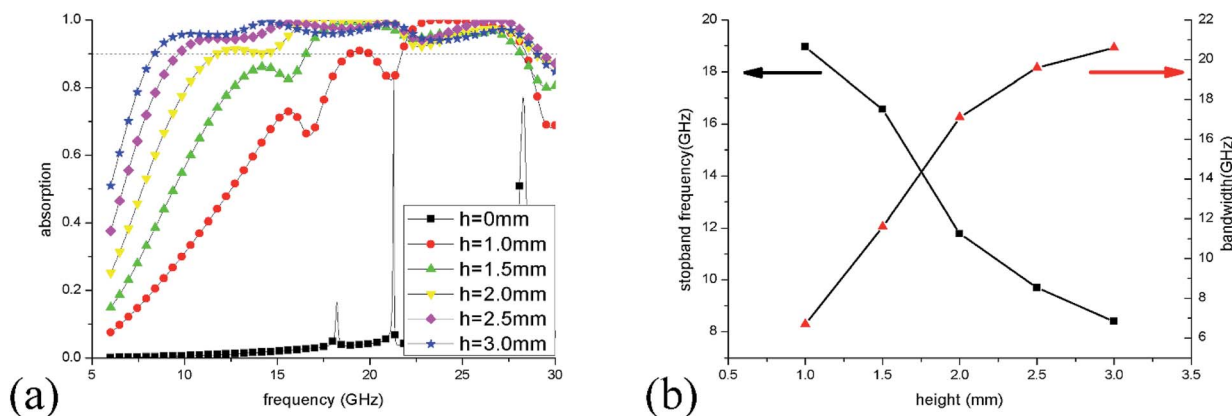 1.0
0.8
0.6
0.4
0.2
0.0
absorption
5
10
15
20
25
30
frequency (GHz)
h=0mm
h=1.0mm
h=1.5mm
h=2.0mm
h=2.5mm
h=3.0mm
(a)
20
18
16
14
12
10
8
stopband frequency(GHz)
0.5
1.0
1.5
2.0
2.5
3.0
3.5
height (mm)
22
20
18
16
14
12
10
8
6
bandwidth(GHz)
(b)